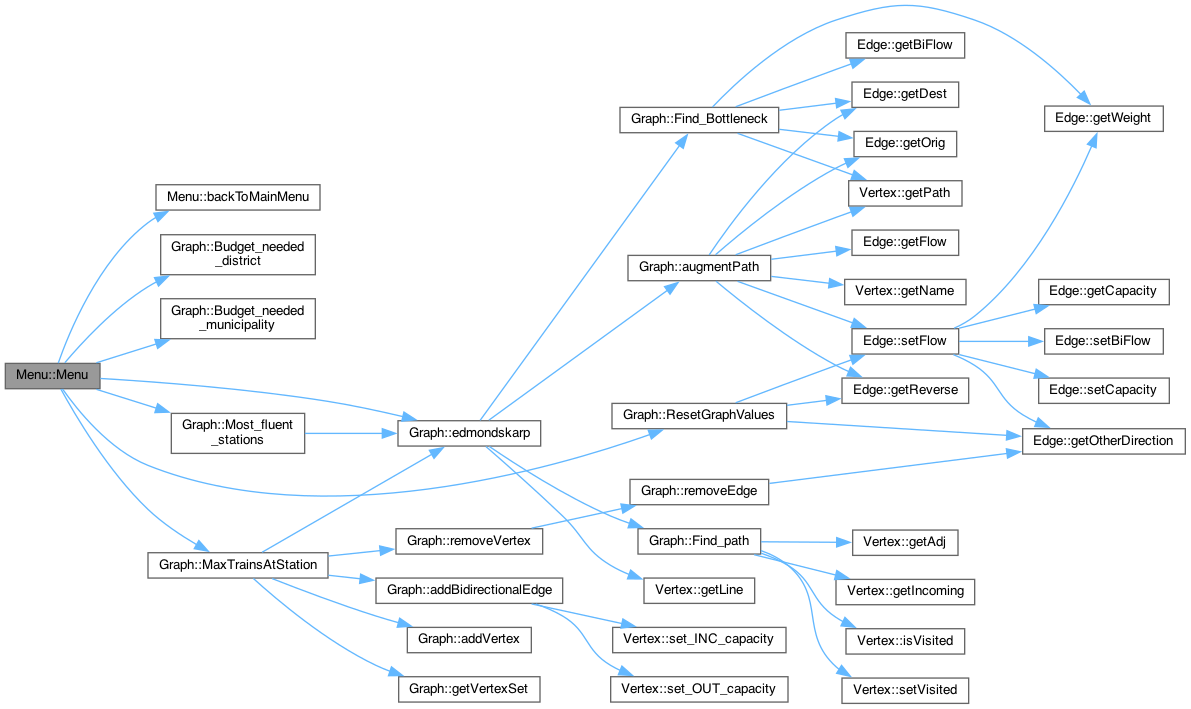 Menu::Menu
Menu::backToMainMenu
Graph::Budget_needed
_district
Graph::Budget_needed
_municipality
Graph::Most_fluent
_stations
Graph::MaxTrainsAtStation
Graph::edmondskarp
Graph::removeVertex
Graph::addBidirectionalEdge
Graph::addVertex
Graph::getVertexSet
Graph::Find_Bottleneck
Graph::augmentPath
Graph::ResetGraphValues
Graph::removeEdge
Graph::Find_path
Vertex::getLine
Vertex::set_INC_capacity
Vertex::set_OUT_capacity
Edge::getBiFlow
Edge::getDest
Edge::getOrig
Vertex::getPath
Edge::getFlow
Vertex::getName
Edge::setFlow
Edge::getReverse
Vertex::getAdj
Vertex::getIncoming
Vertex::isVisited
Vertex::setVisited
Edge::getWeight
Edge::getCapacity
Edge::setBiFlow
Edge::setCapacity
Edge::getOtherDirection